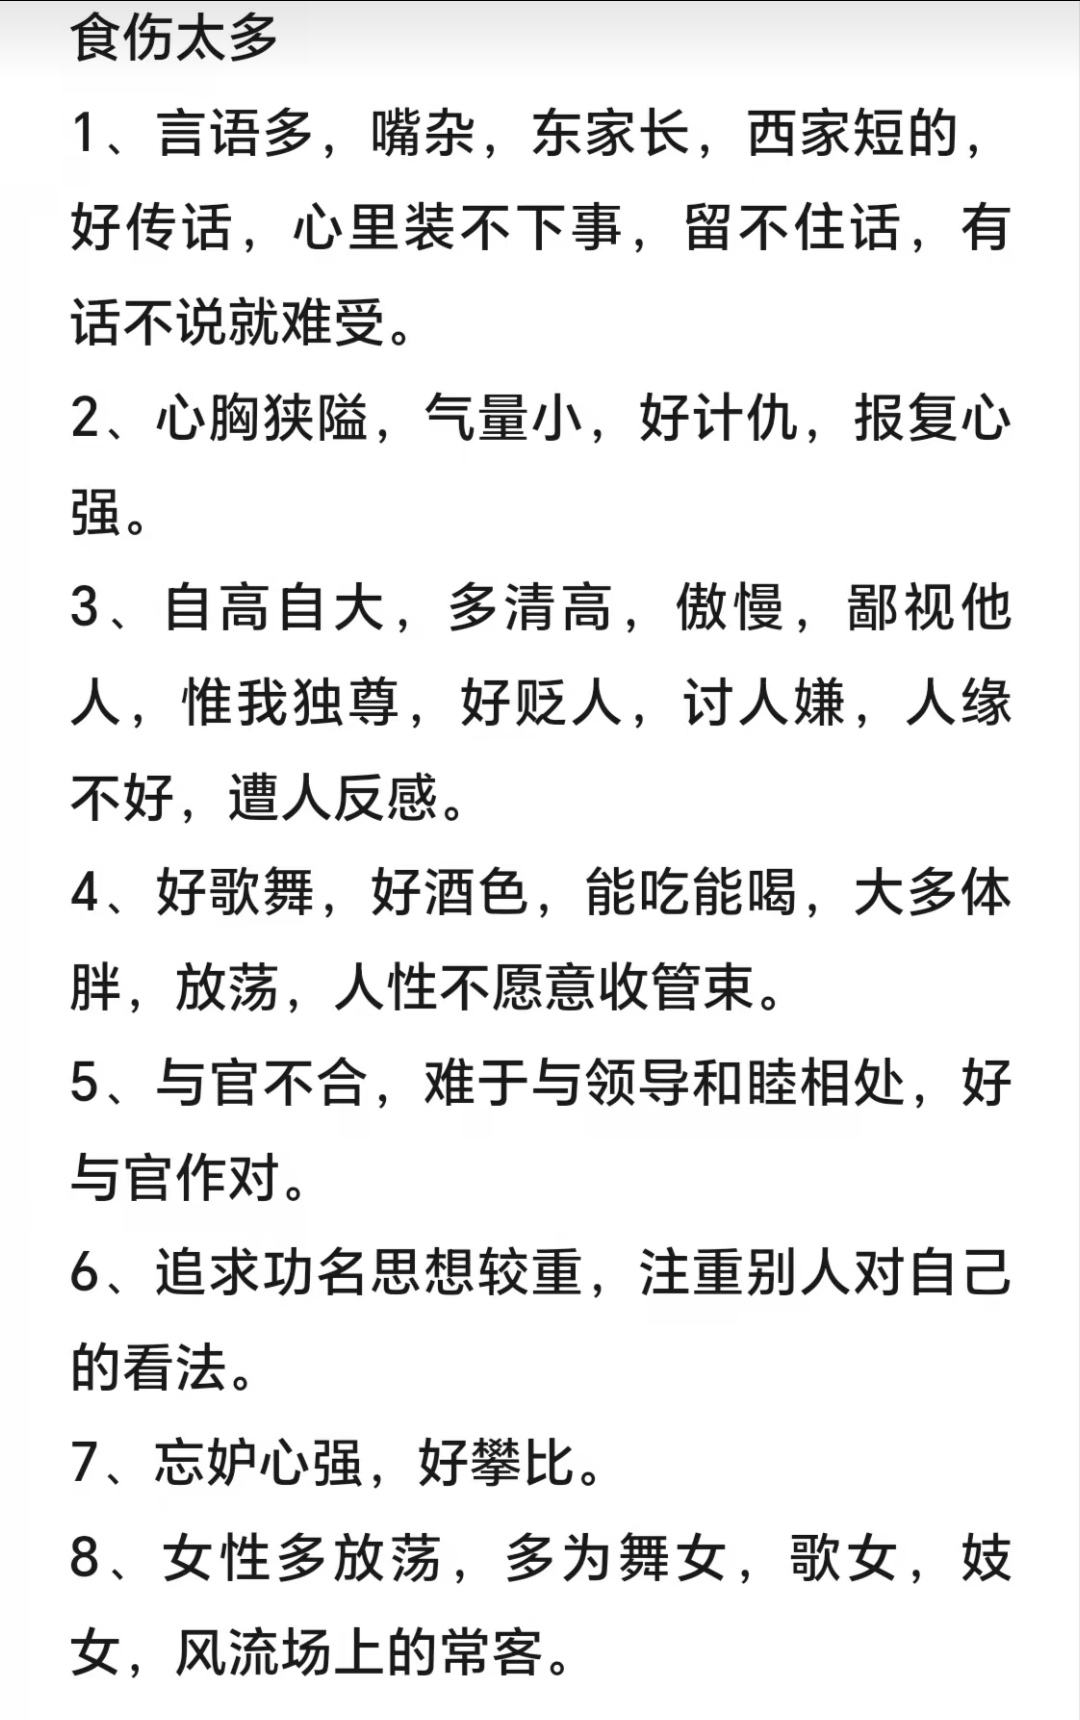 食伤太多
1、言语多，嘴杂，东家长，西家短的，
好传话，心里装不下事，留不住话，有
话不说就难受。
2、心胸狭隘，气量小，好计仇，报复心
强。
3、自高自大，多清高，傲慢，鄙视他
人，惟我独尊，好贬人，讨人嫌，人缘
不好，遭人反感。
4、好歌舞，好酒色，能吃能喝，大多体
胖，放荡，人性不愿意收管束。
5、与官不合，难于与领导和睦相处，好
与官作对。
6、追求功名思想较重，注重别人对自己
的看法。
7、忘妒心强，好攀比。
8、女性多放荡，多为舞女，歌女，妓
女，风流场上的常客。